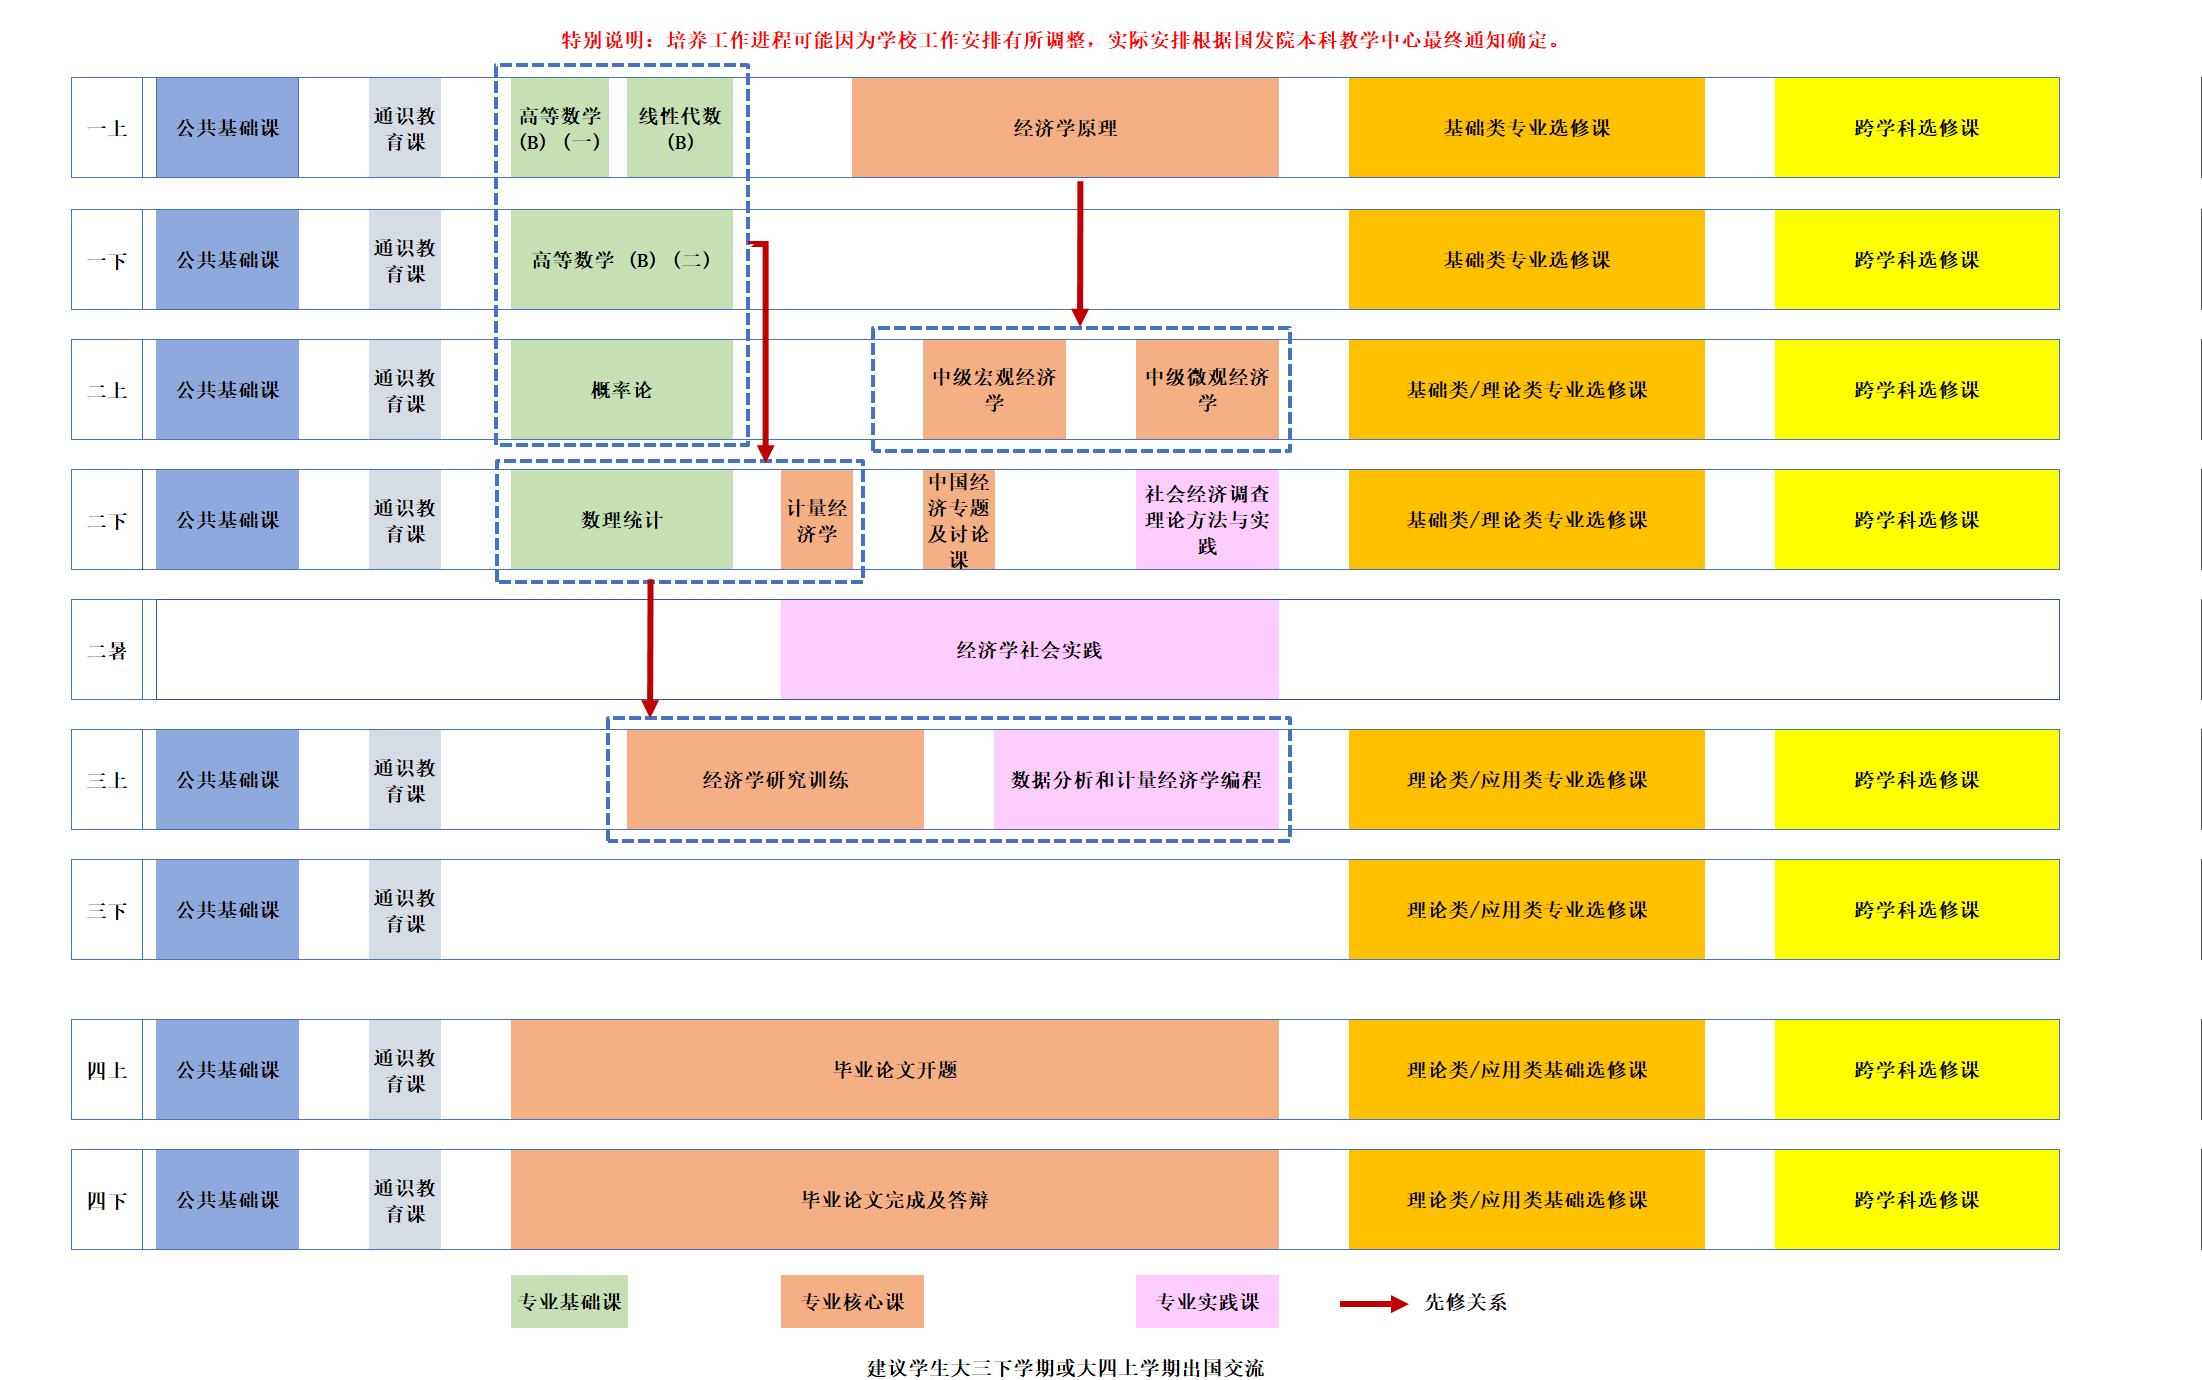 特别说明：培养工作进程可能因为学校工作安排有所调整，实际安排根据国发院本科教学中心最终通知确定。
一上
公共基础课
通识教
育课
高等数学
(B) (一)
线性代数
(B)
经济学原理
基础类专业选修课
跨学科选修课
一下
公共基础课
通识教
育课
高等数学 (B) (二)
基础类专业选修课
跨学科选修课
二上
公共基础课
通识教
育课
概率论
中级宏观经济
学
中级微观经济
学
基础类/理论类专业选修课
跨学科选修课
二下
公共基础课
通识教
育课
数理统计
计量经
济学
中国经
济专题
及讨论
课
社会经济调查
理论方法与实
践
基础类/理论类专业选修课
跨学科选修课
二暑
经济学社会实践
三上
公共基础课
通识教
育课
经济学研究训练
数据分析和计量经济学编程
理论类/应用类专业选修课
跨学科选修课
三下
公共基础课
通识教
育课
理论类/应用类专业选修课
跨学科选修课
四上
公共基础课
通识教
育课
毕业论文开题
理论类/应用类基础选修课
跨学科选修课
四下
公共基础课
通识教
育课
毕业论文完成及答辩
理论类/应用类基础选修课
跨学科选修课
专业基础课
专业核心课
专业实践课
先修关系
建议学生大三下学期或大四上学期出国交流